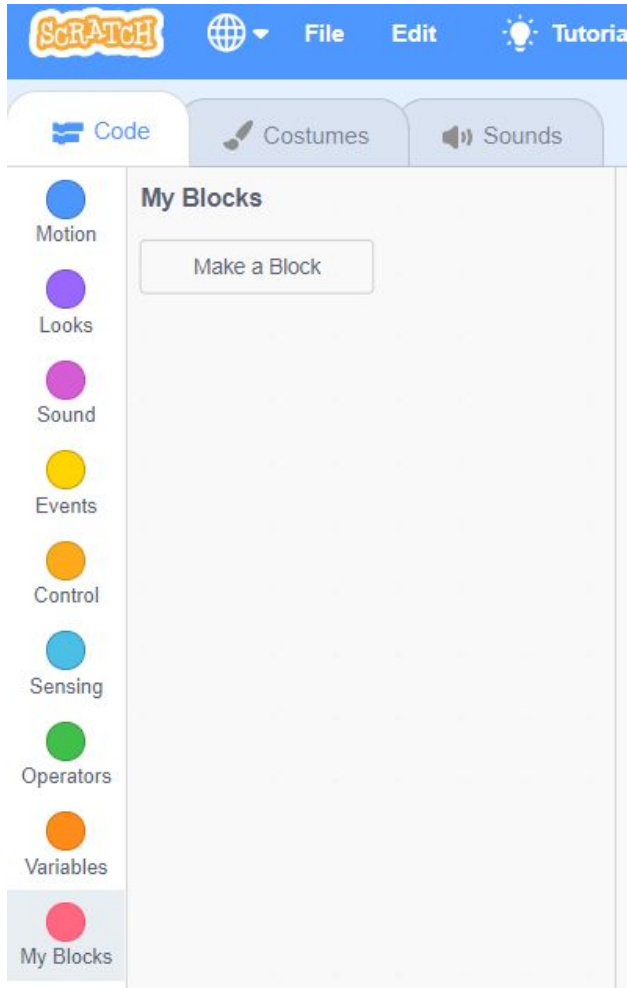 SCRATCH File Edit
Code Costumes Sounds
My Blocks
Make a Block
Motion
Looks
Sound
Events
Control
Sensing
Operators
Variables
My Blocks